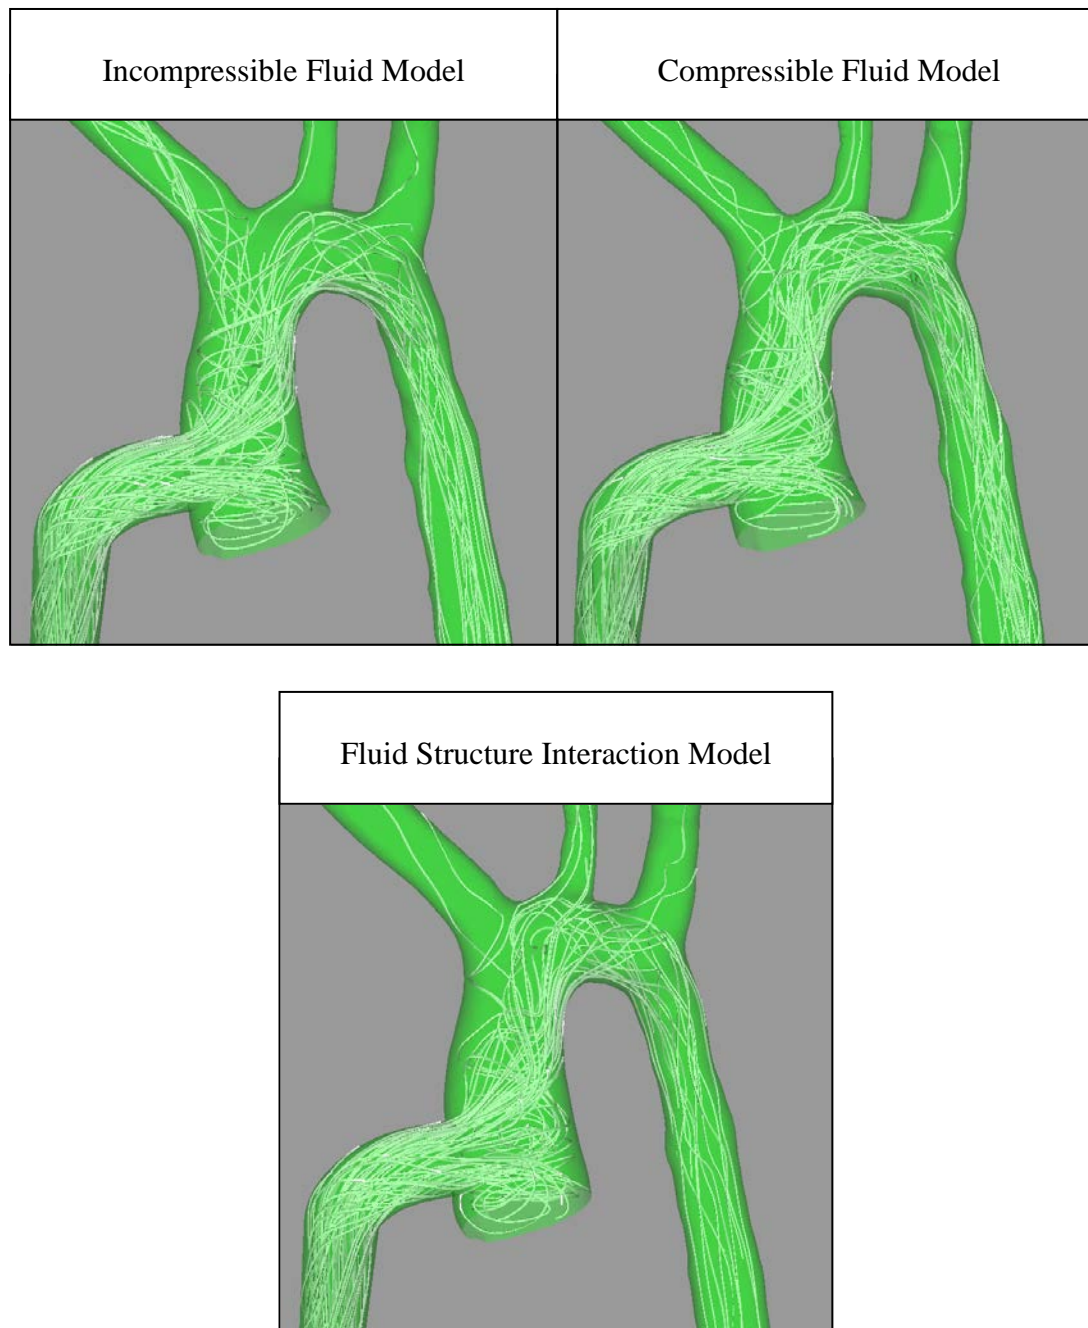 Incompressible Fluid Model
Compressible Fluid Model
Fluid Structure Interaction Model